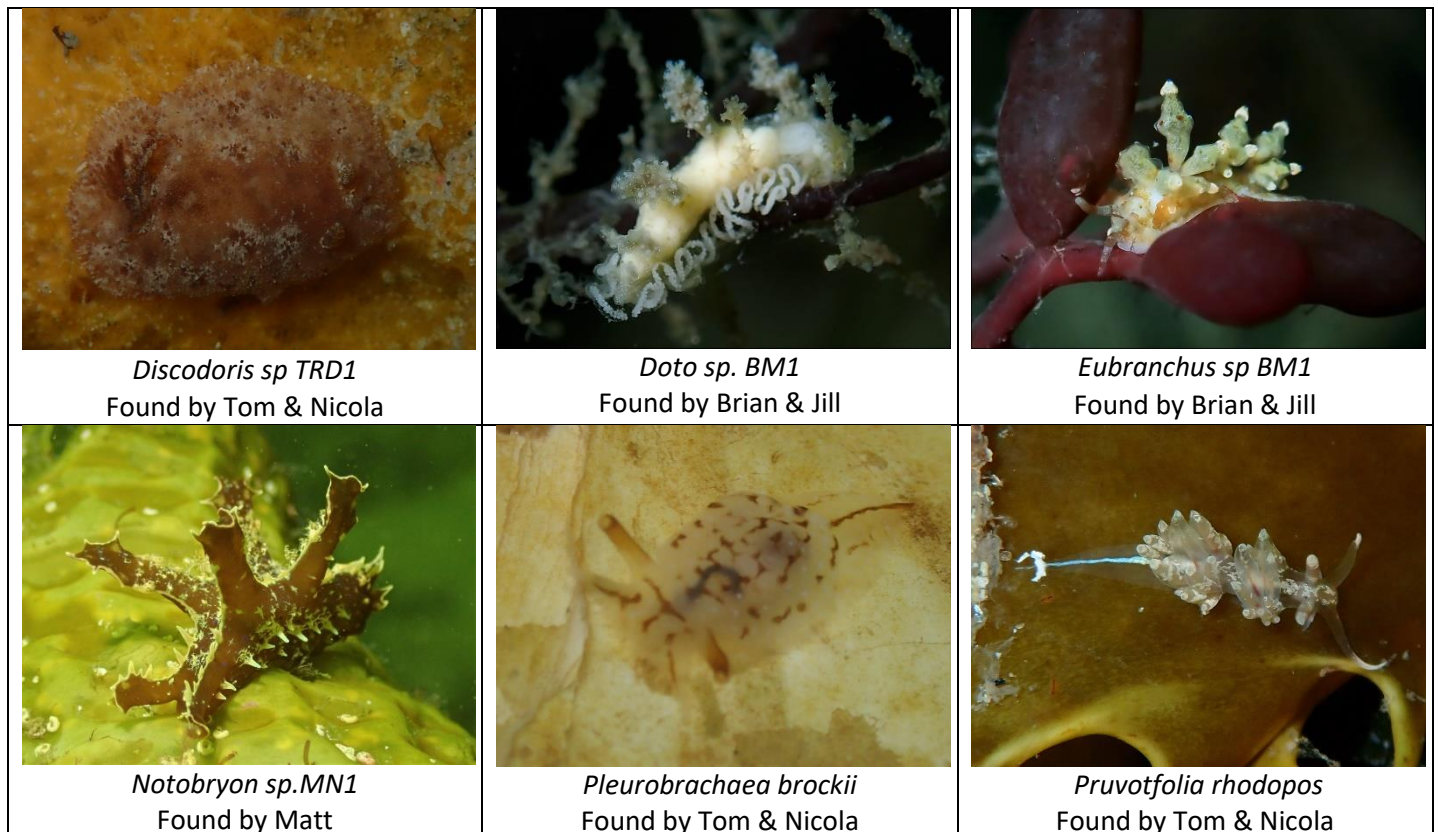 Discodoris sp TRD1
Found by Tom & Nicola
Doto sp. BM1
Found by Brian & Jill
Eubranchus sp BM1
Found by Brian & Jill
Notobryon sp.MN1
Found by Matt
Pleurobrachaea brockii
Found by Tom & Nicola
Pruvotfolia rhodopos
Found by Tom & Nicola